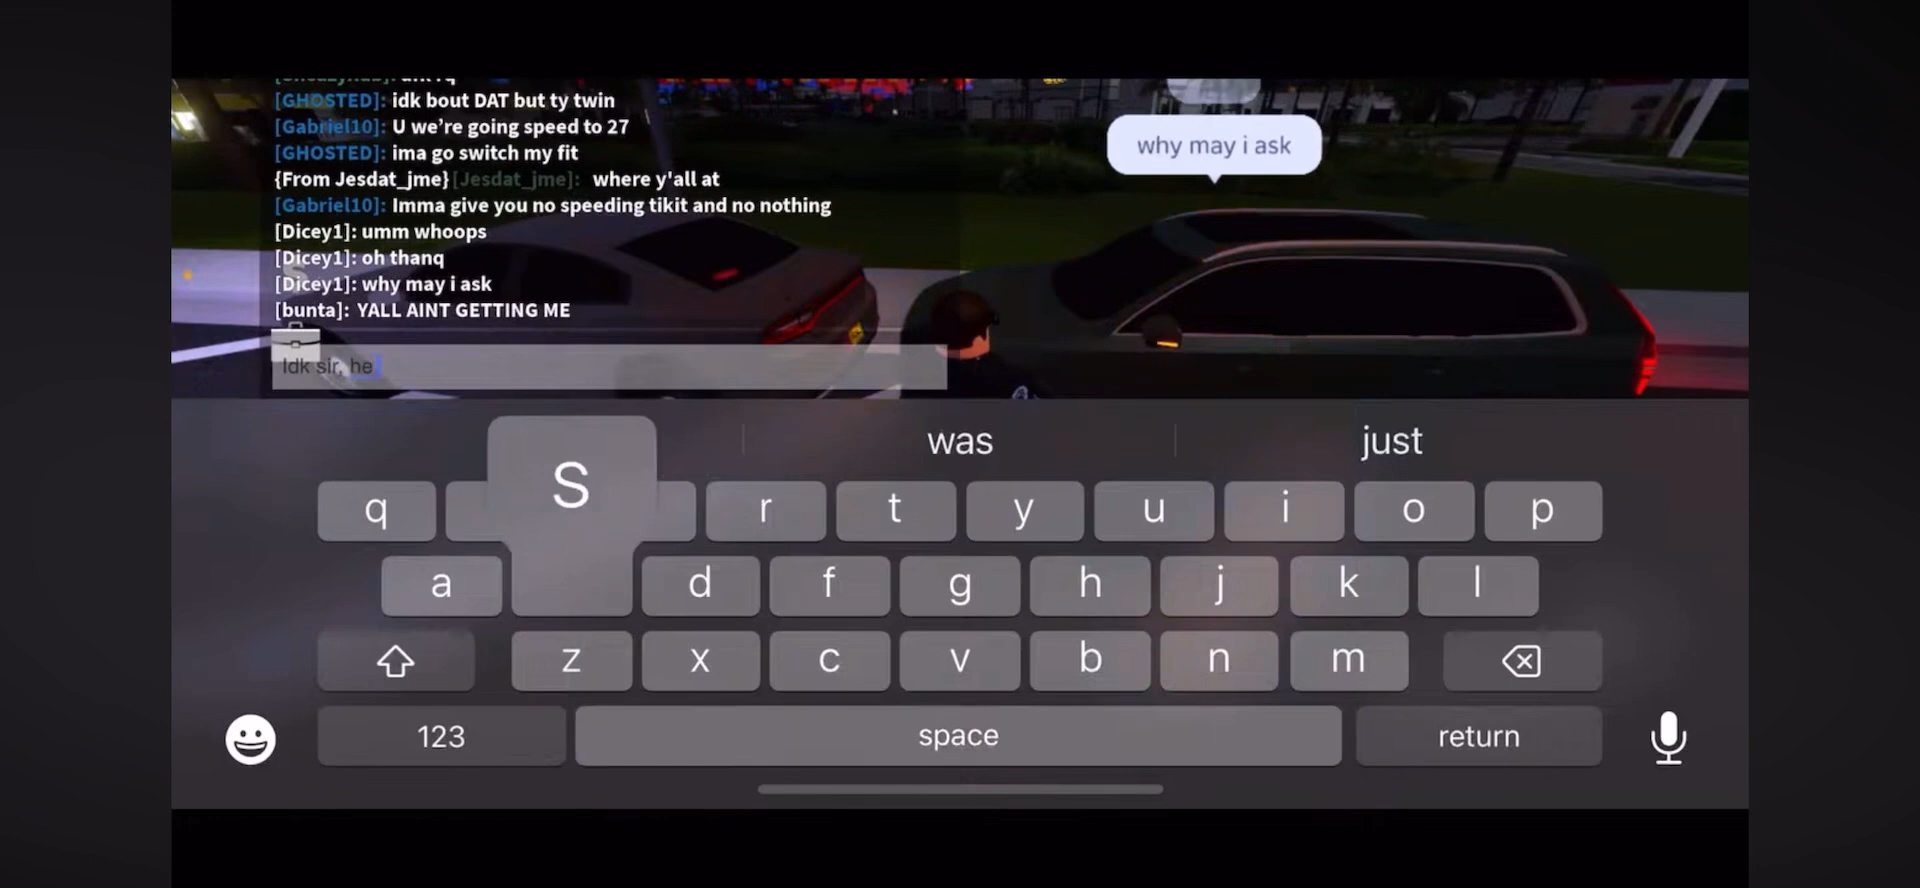 [GHOSTED]: idk bout DAT but ty twin
[Gabriel10]: U we’re going speed to 27
[GHOSTED]: ima go switch my fit
{From Jesdat_jme} [Jesdat_jme]: where y'all at
[Gabriel10]: Imma give you no speeding tikit and no nothing
[Dicey1]: umm whoops
[Dicey1]: oh thanq
[Dicey1]: why may i ask
[bunta]: YALL AINT GETTING ME
why may i ask
Idk sir, he
was just
S
q r t y u i o p
a d f g h j k l
z x c v b n m
123 space return